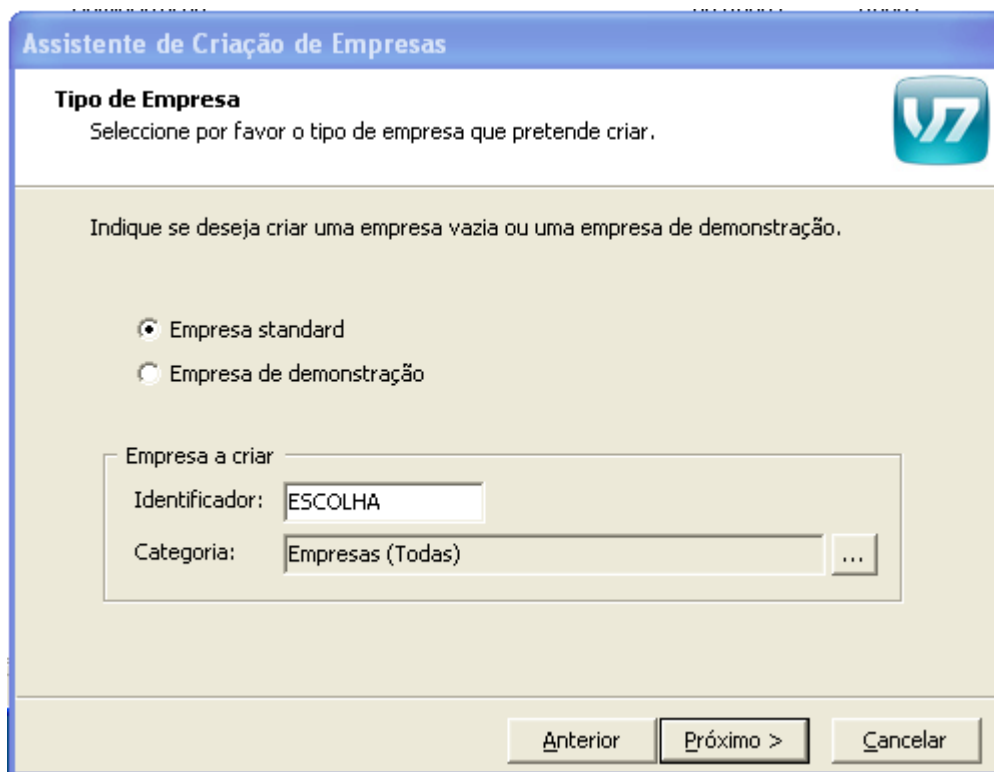 Assistente de Criação de Empresas
Tipo de Empresa
Seleccione por favor o tipo de empresa que pretende criar.
V7
Indique se deseja criar uma empresa vazia ou uma empresa de demonstração.
Empresa standard
Empresa de demonstração
Empresa a criar
Identificador: ESCOLHA
Categoria: Empresas (Todas) ...
Anterior Próximo > Cancelar